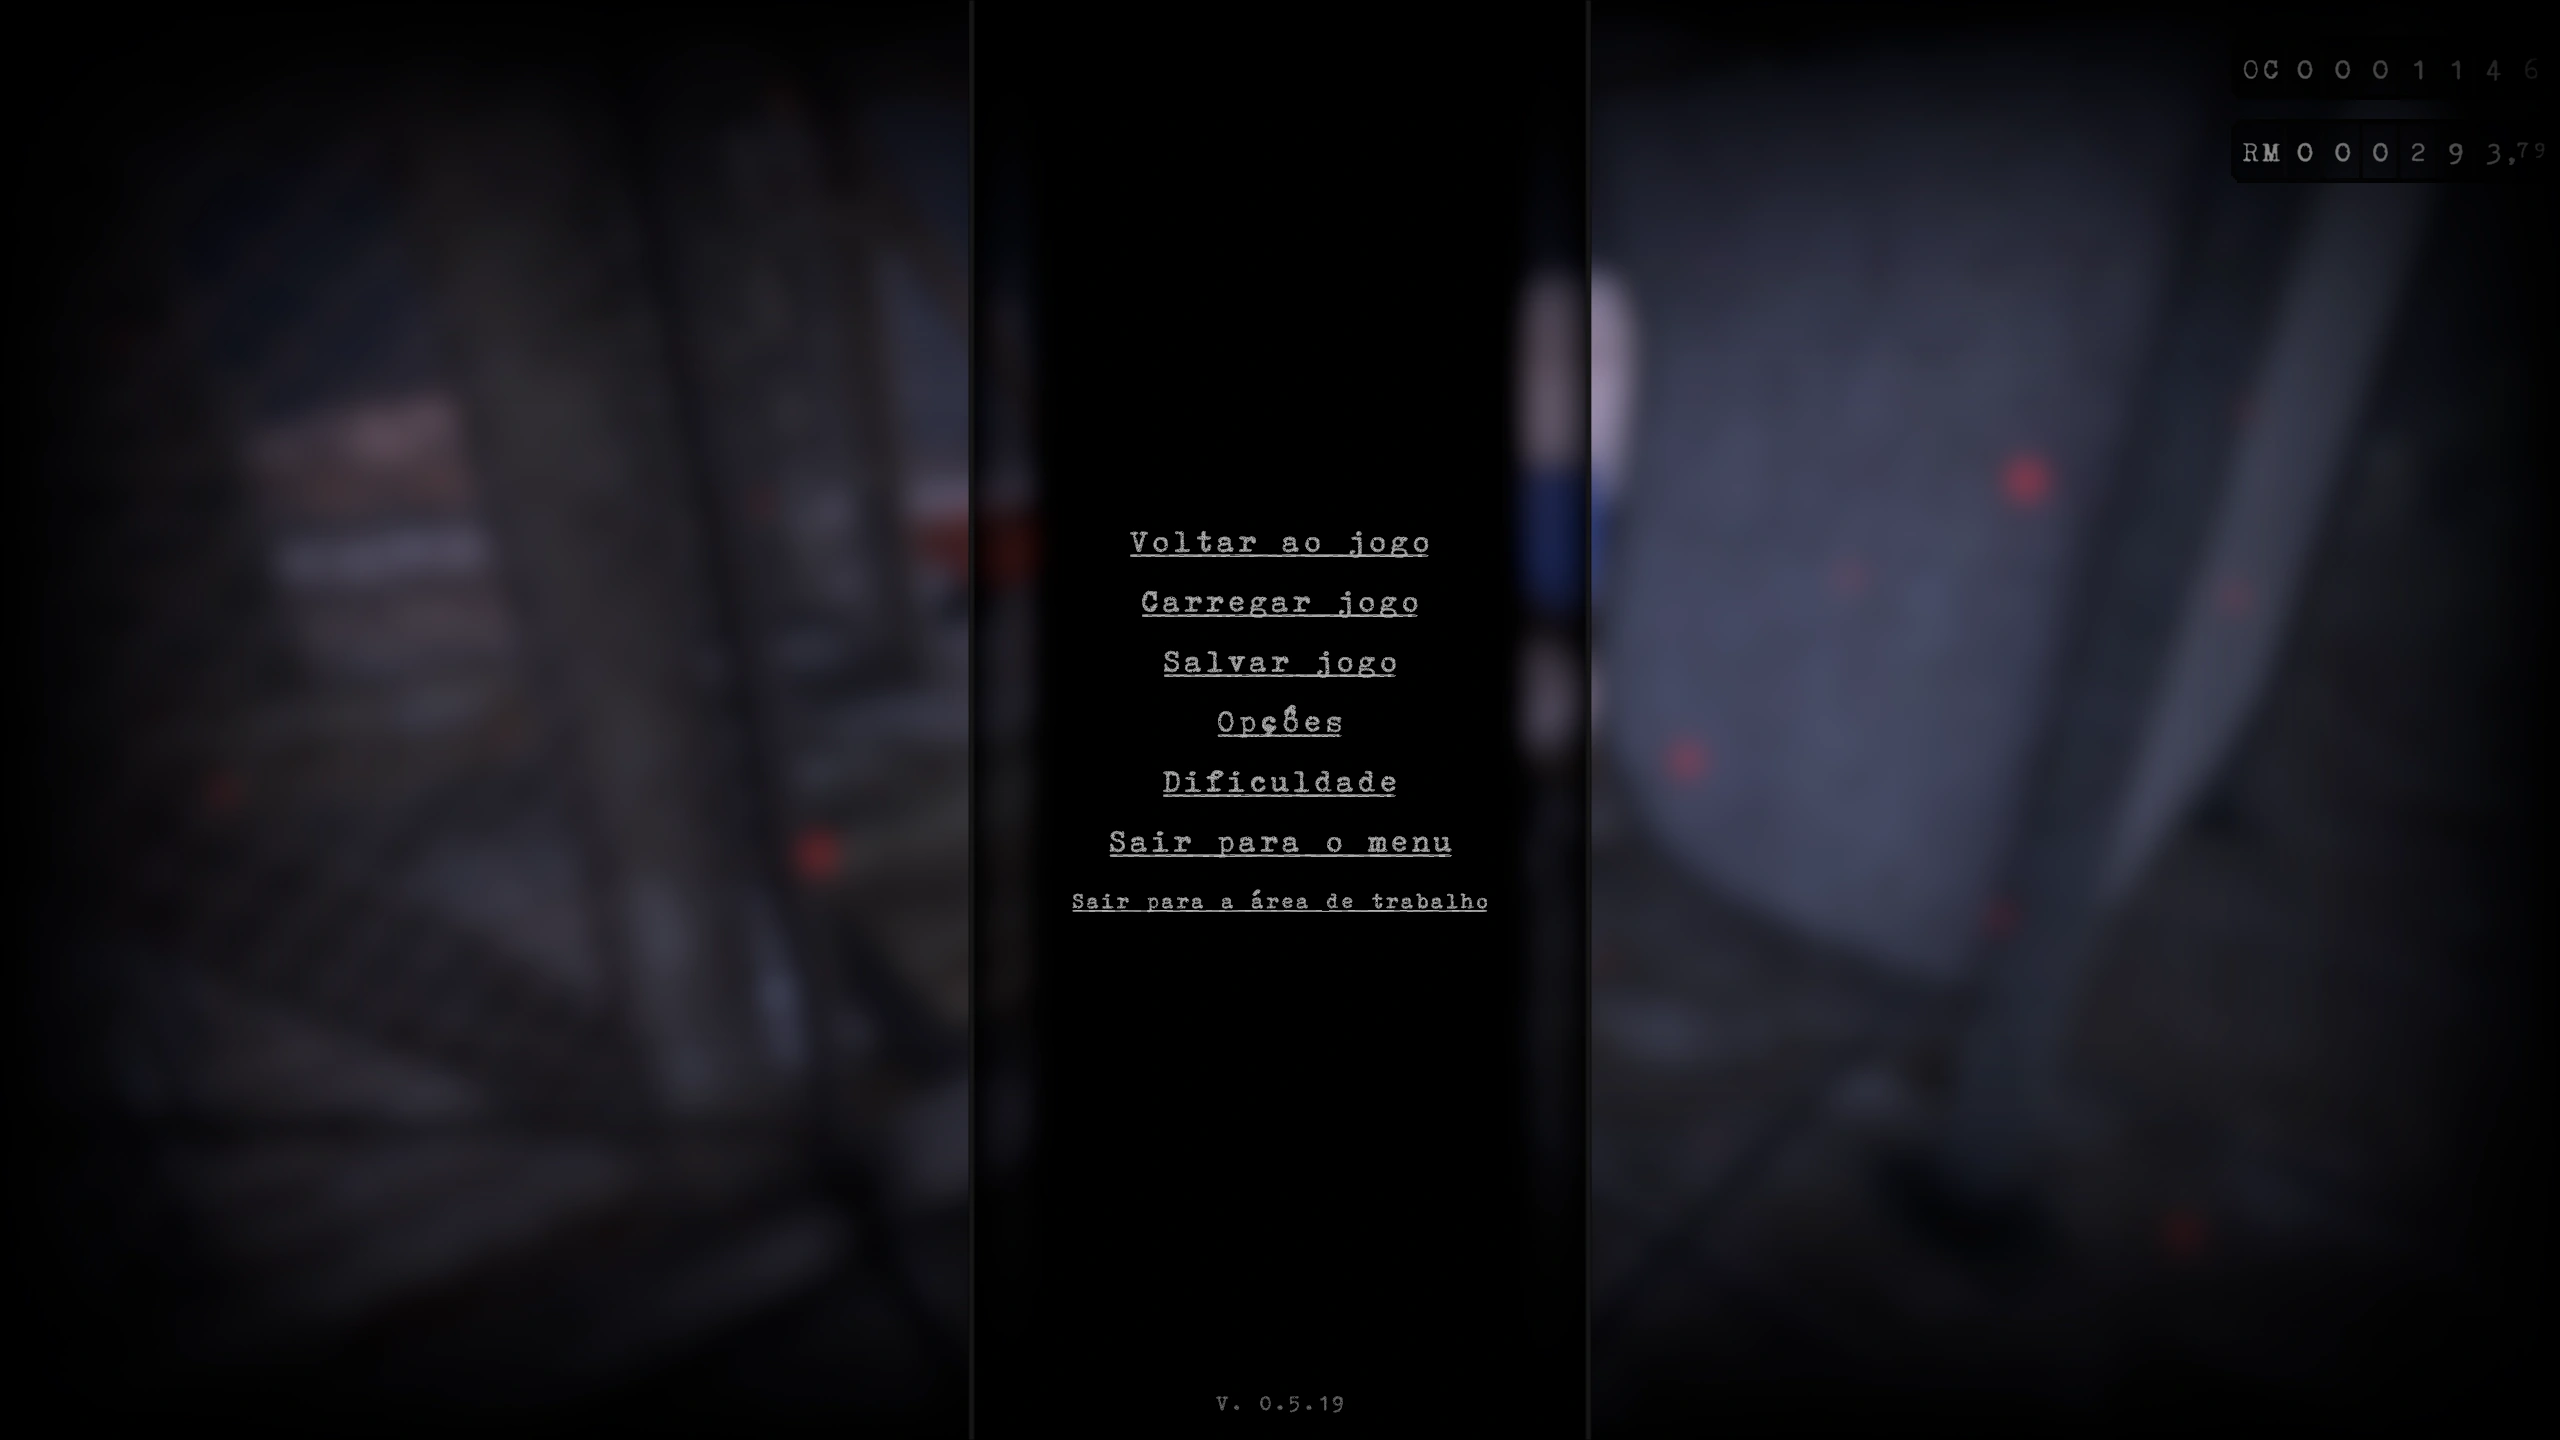 OC 0 0 0 1 1 4 6
RM 0 0 0 2 9 3,79
Voltar ao jogo
Carregar jogo
Salvar jogo
Opções
Dificuldade
Sair para o menu
Sair para a área de trabalho
V. 0.5.19